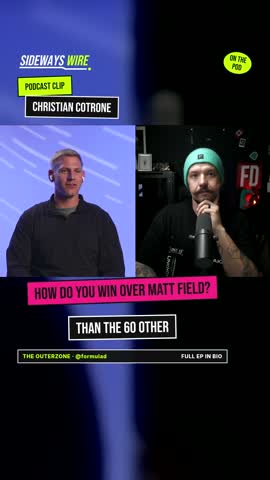 SIDEWAYS WIRE.
ON THE
POD
PODCAST CLIP
CHRISTIAN COTRONE
FD
HOW DO YOU WIN OVER MATT FIELD?
THAN THE 60 OTHER
THE OUTERZONE - @formulad
FULL EP IN BIO